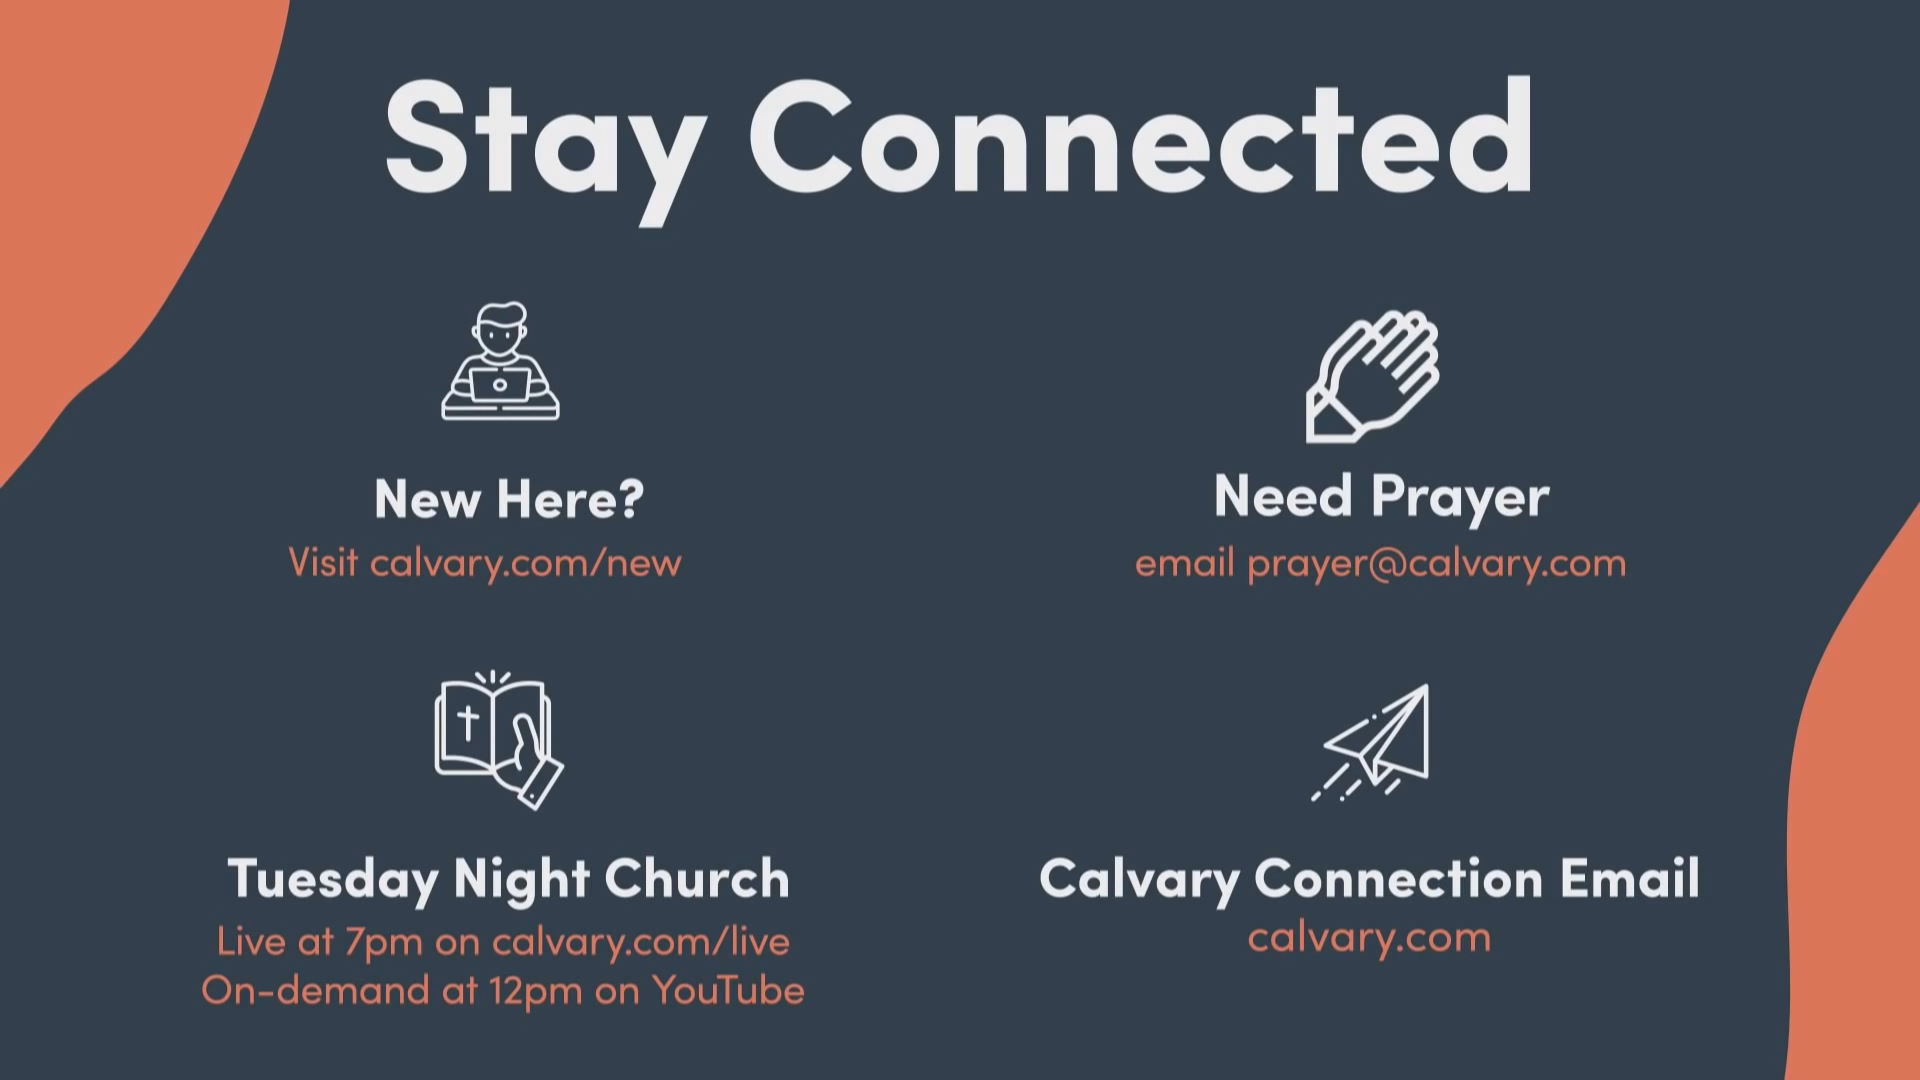 Stay Connected
New Here?
Visit calvary.com/new
Need Prayer
email prayer@calvary.com
Tuesday Night Church
Live at 7pm on calvary.com/live
On-demand at 12pm on YouTube
Calvary Connection Email
calvary.com